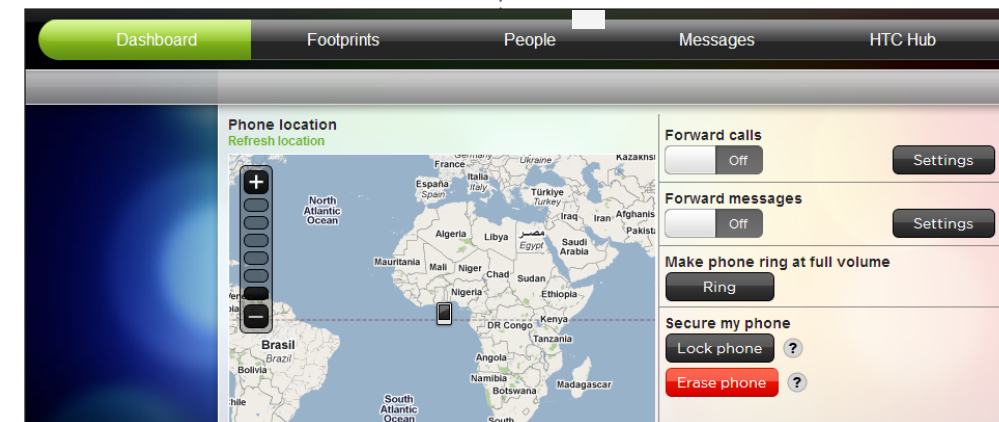 Dashboard
Footprints
People
Messages
HTC Hub
Phone location
Refresh location
Forward calls
Off
Settings
Forward messages
Off
Settings
Make phone ring at full volume
Ring
Secure my phone
Lock phone ?
Erase phone ?
Germany
Ukraine
France
España
Spain
Italia
Italy
Türkiye
Turkey
North
Atlantic
Ocean
Iraq
Iran
Algeria
Libya
مصر
Egypt
Saudi
Arabia
Mauritania
Mali
Niger
Chad
Sudan
Nigeria
Ethiopia
DR Congo
Kenya
Tanzania
Brasil
Brazil
Bolivia
Angola
Namibia
Botswana
Madagascar
South
Atlantic
Ocean
South